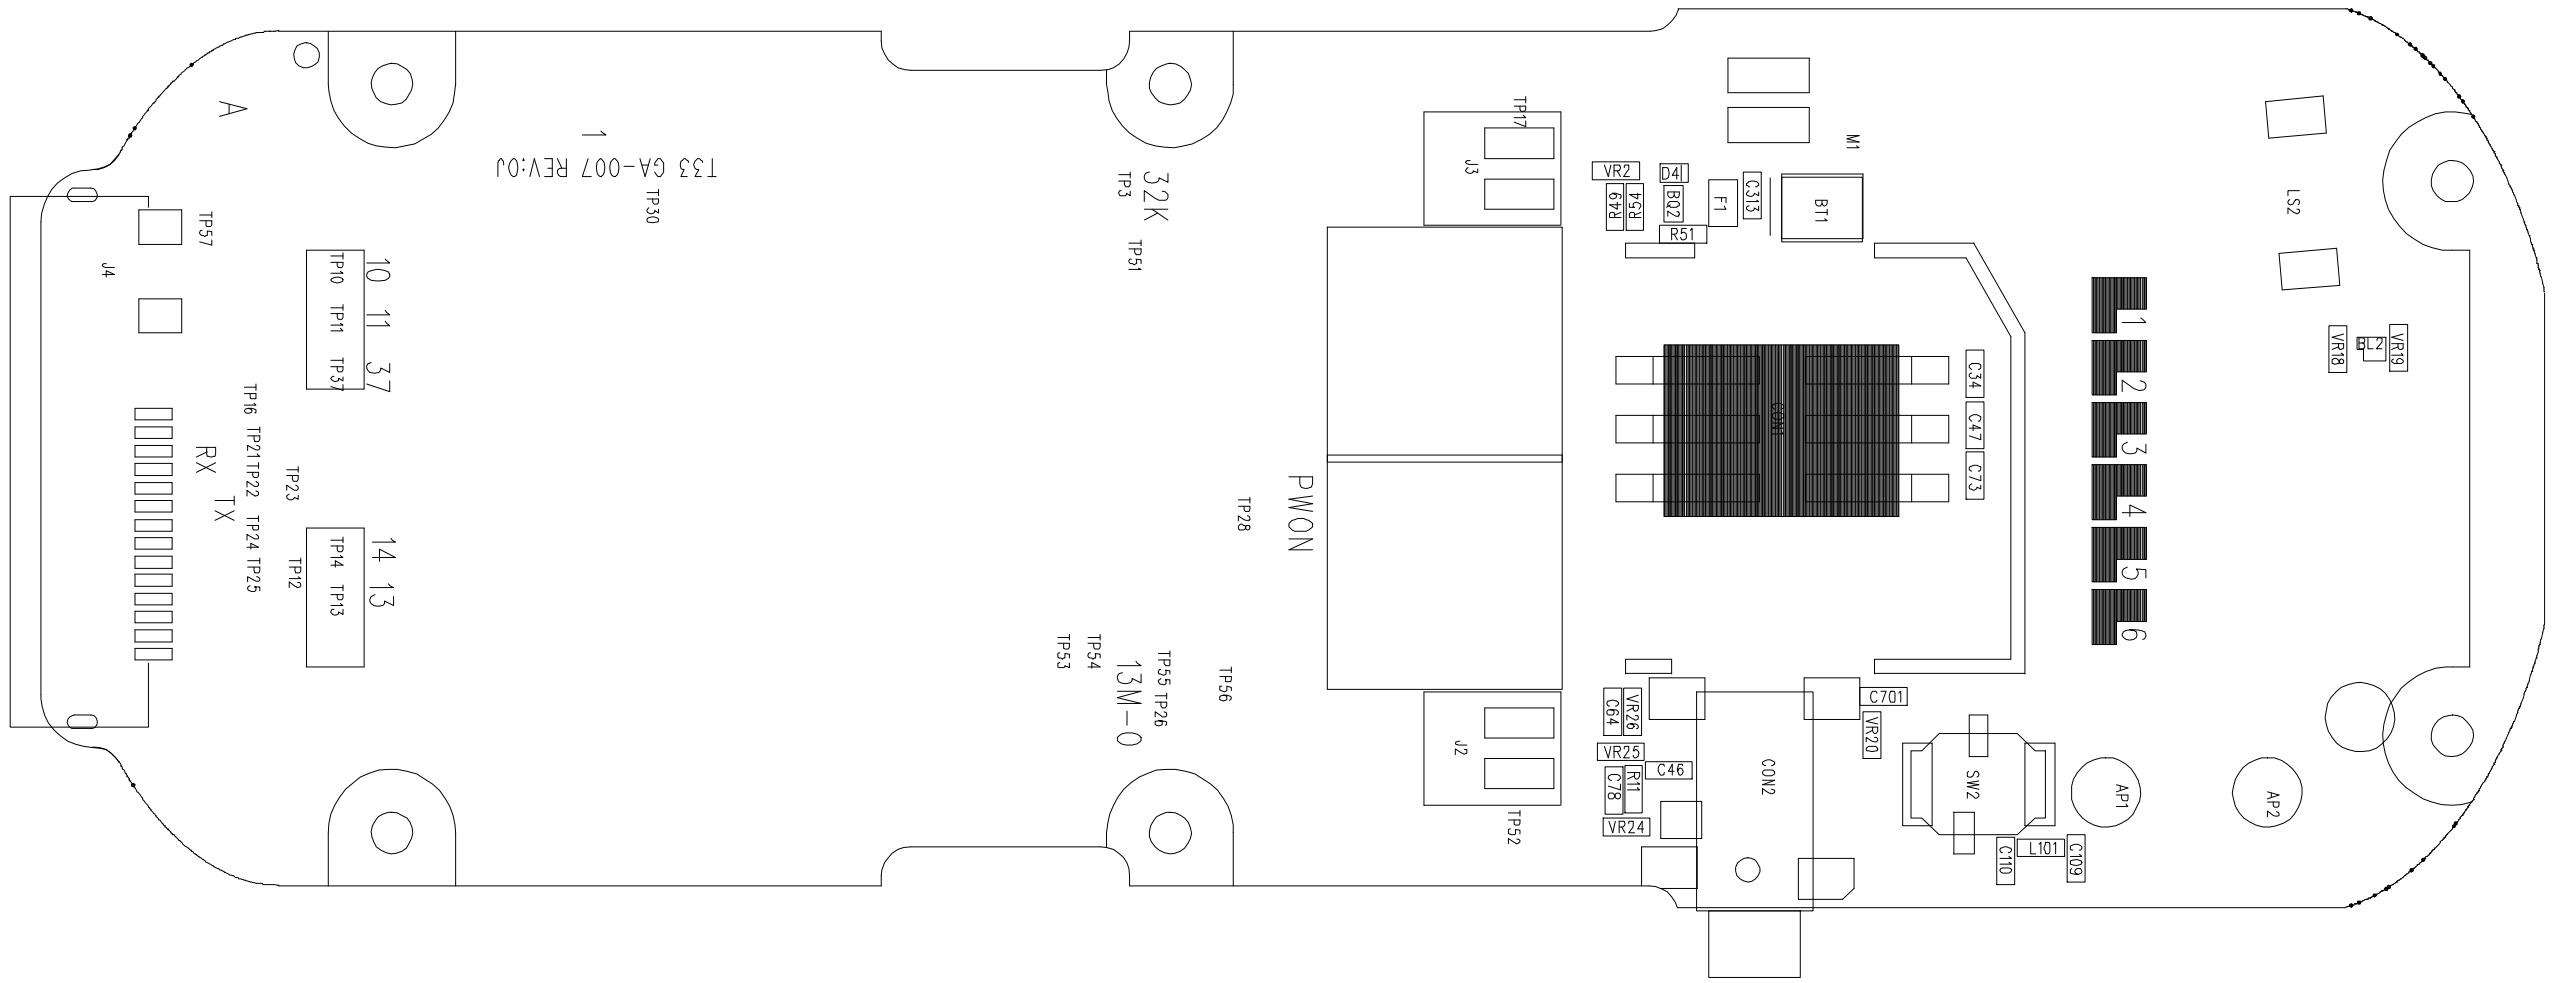 A
1
T33 GA-007 REV:0J
TP30
TP57
J4
TP10
10
TP11
11
TP37
37
TP16
TP21
TP22
TP23
RX
TX
TP24
TP25
TP12
TP14
14
TP13
13
TP3
32K
TP51
TP28
PWON
TP53
TP54
13M-0
TP55
TP26
TP56
TP17
J3
J2
TP52
VR2
D4
R49
R54
BQ2
F1
C313
R51
BT1
M1
C34
C47
C73
LS2
1
2
3
4
5
6
VR18
BL2
VR19
C64
VR26
VR25
C46
C78
R11
VR24
CON2
C701
VR20
SW2
AP1
AP2
C110
L101
C109